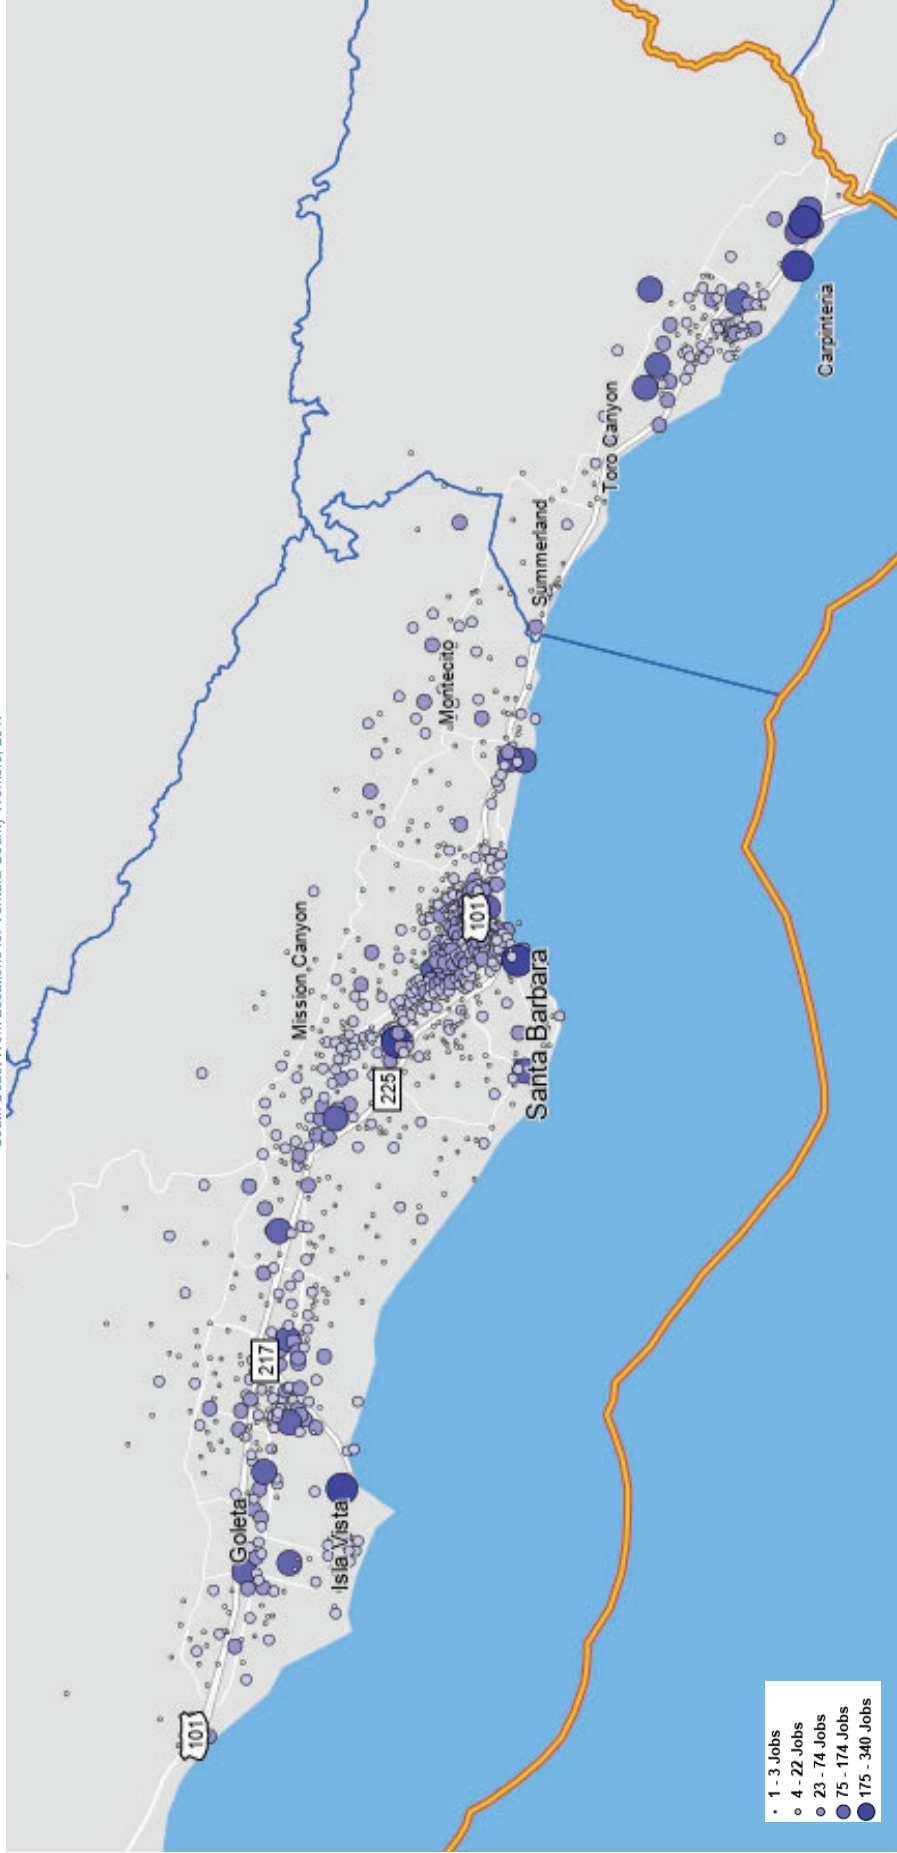 101
Goleta
Isla Vista
217
225
Mission Canyon
Santa Barbara
101
Montecito
Summerland
Toro Canyon
Carpinteria
1 - 3 Jobs
4 - 22 Jobs
23 - 74 Jobs
75 - 174 Jobs
175 - 340 Jobs